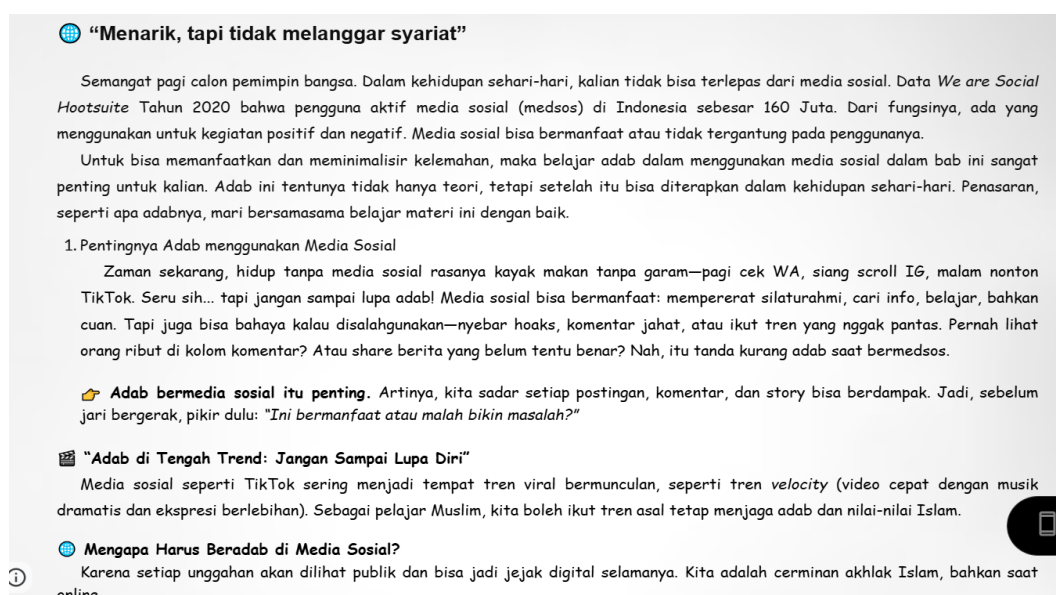 🌐 “Menarik, tapi tidak melanggar syariat”
Semangat pagi calon pemimpin bangsa. Dalam kehidupan sehari-hari, kalian tidak bisa terlepas dari media sosial. Data We are Social
Hootsuite Tahun 2020 bahwa pengguna aktif media sosial (medsos) di Indonesia sebesar 160 Juta. Dari fungsinya, ada yang
menggunakan untuk kegiatan positif dan negatif. Media sosial bisa bermanfaat atau tidak tergantung pada penggunanya.
Untuk bisa memanfaatkan dan meminimalisir kelemahan, maka belajar adab dalam menggunakan media sosial dalam bab ini sangat
penting untuk kalian. Adab ini tentunya tidak hanya teori, tetapi setelah itu bisa diterapkan dalam kehidupan sehari-hari. Penasaran,
seperti apa adabnya, mari bersamasama belajar materi ini dengan baik.
1. Pentingnya Adab menggunakan Media Sosial
Zaman sekarang, hidup tanpa media sosial rasanya kayak makan tanpa garam—pagi cek WA, siang scroll IG, malam nonton
TikTok. Seru sih... tapi jangan sampai lupa adab! Media sosial bisa bermanfaat: mempererat silaturahmi, cari info, belajar, bahkan
cuan. Tapi juga bisa bahaya kalau disalahgunakan—nyebar hoaks, komentar jahat, atau ikut tren yang nggak pantas. Pernah lihat
orang ribut di kolom komentar? Atau share berita yang belum tentu benar? Nah, itu tanda kurang adab saat bermedsos.
👉 Adab bermedia sosial itu penting. Artinya, kita sadar setiap postingan, komentar, dan story bisa berdampak. Jadi, sebelum
jari bergerak, pikir dulu: “Ini bermanfaat atau malah bikin masalah?”
🎬 “Adab di Tengah Trend: Jangan Sampai Lupa Diri”
Media sosial seperti TikTok sering menjadi tempat tren viral bermunculan, seperti tren velocity (video cepat dengan musik
dramatis dan ekspresi berlebihan). Sebagai pelajar Muslim, kita boleh ikut tren asal tetap menjaga adab dan nilai-nilai Islam.
🌐 Mengapa Harus Beradab di Media Sosial?
Karena setiap unggahan akan dilihat publik dan bisa jadi jejak digital selamanya. Kita adalah cerminan akhlak Islam, bahkan saat